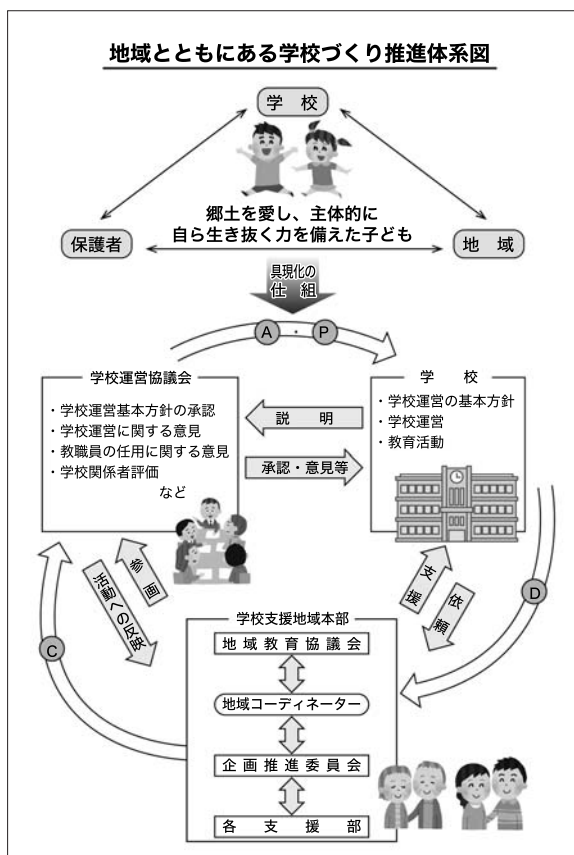 地域とともにある学校づくり推進体系図
学 校
郷土を愛し、主体的に
自ら生き抜く力を備えた子ども
保護者
地 域
具現化の
仕 組
A ・ P
学校運営協議会
・学校運営基本方針の承認
・学校運営に関する意見
・教職員の任用に関する意見
・学校関係者評価
など
説 明
承認・意見等
学 校
・学校運営の基本方針
・学校運営
・教育活動
参画
活動への反映
支援
依頼
D
C
学校支援地域本部
地域教育協議会
地域コーディネーター
企画推進委員会
各支援部